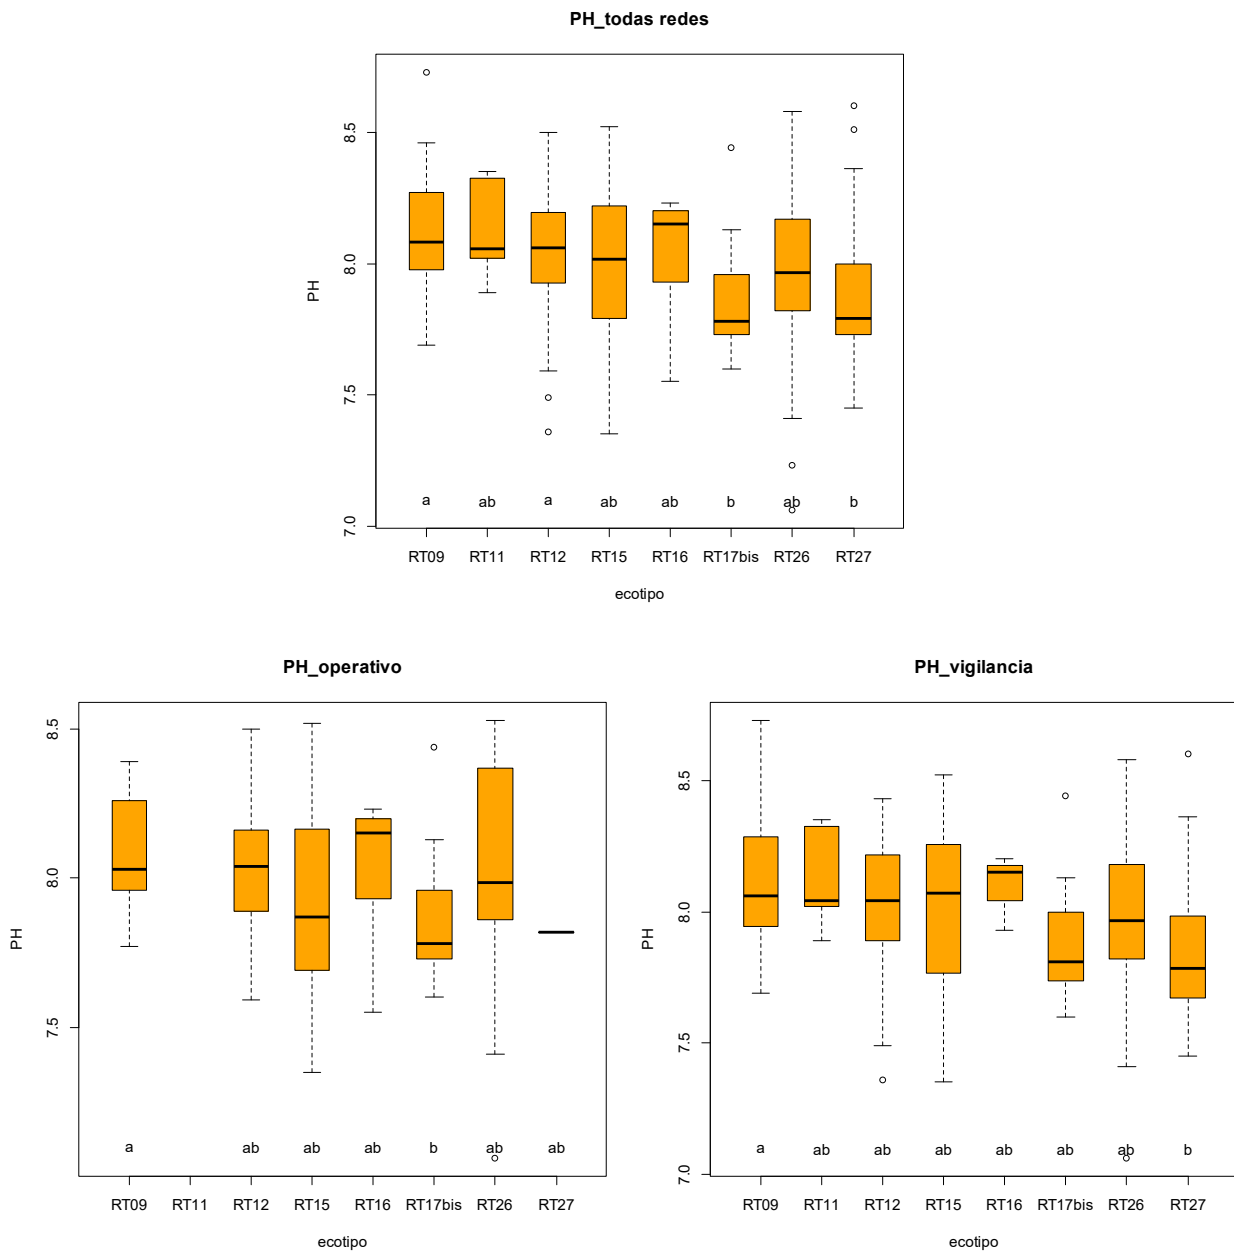 PH_todas redes
PH
8.5
8.0
7.5
7.0
a ab a ab ab b ab b
RT09 RT11 RT12 RT15 RT16 RT17bis RT26 RT27
ecotipo
PH_operativo
PH
8.5
8.0
7.5
a ab ab ab b ab ab
RT09 RT11 RT12 RT15 RT16 RT17bis RT26 RT27
ecotipo
PH_vigilancia
PH
8.5
8.0
7.5
7.0
a ab ab ab ab ab ab b
RT09 RT11 RT12 RT15 RT16 RT17bis RT26 RT27
ecotipo